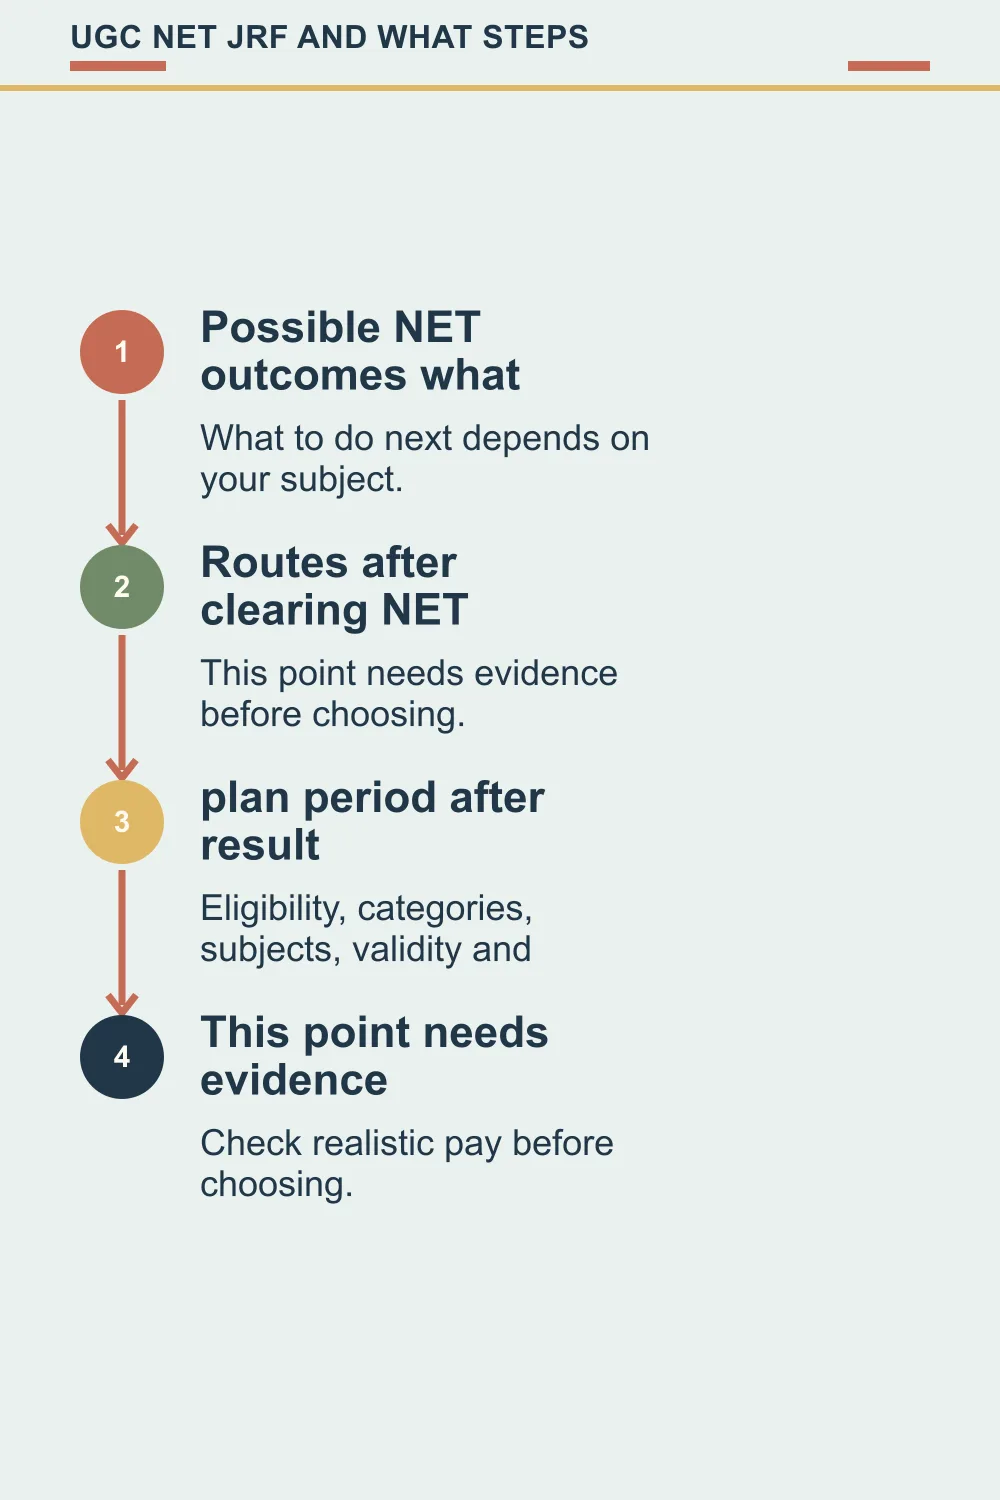 UGC NET JRF AND WHAT STEPS
1
Possible NET
outcomes what
What to do next depends on
your subject.
2
Routes after
clearing NET
This point needs evidence
before choosing.
3
plan period after
result
Eligibility, categories,
subjects, validity and
4
This point needs
evidence
Check realistic pay before
choosing.